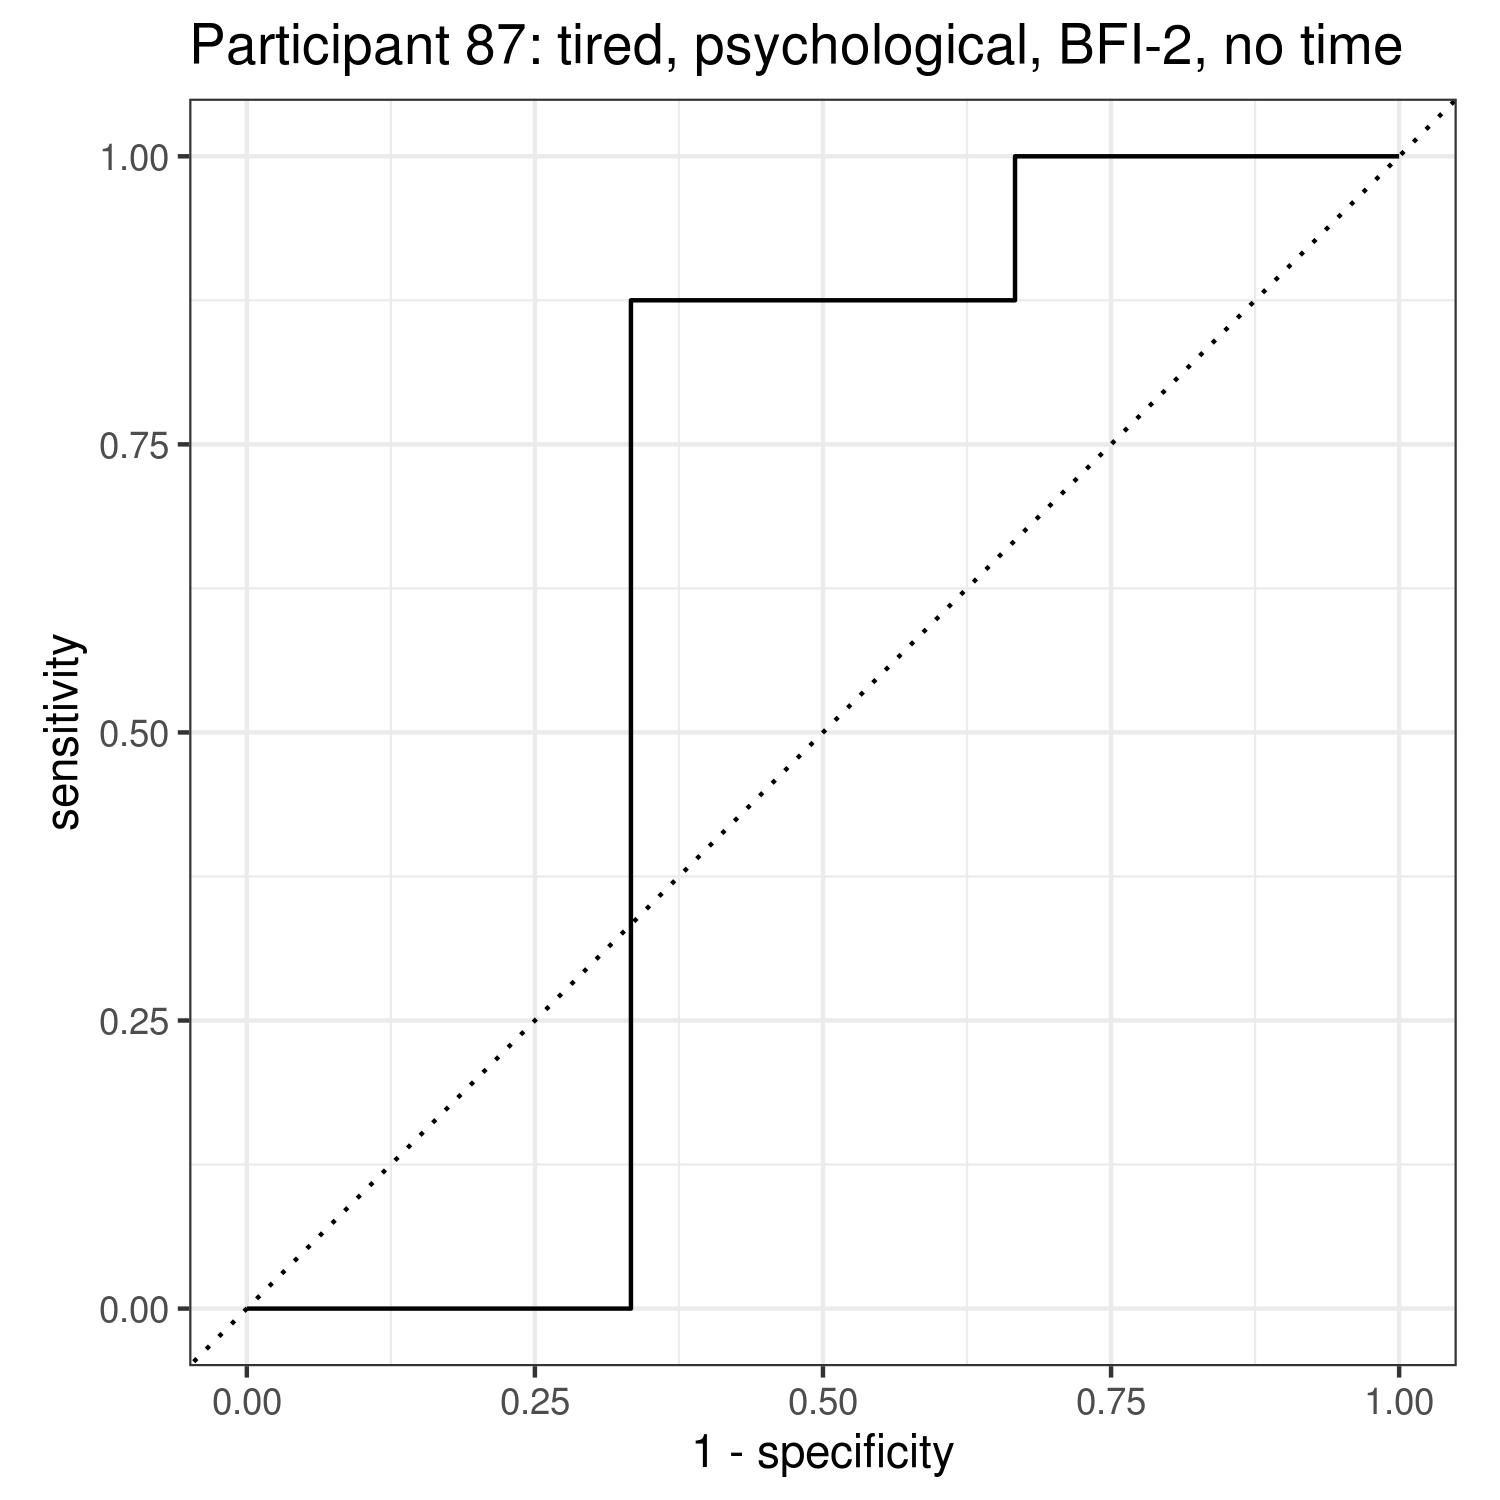 Participant 87: tired, psychological, BFI-2, no time
1.00
0.75
0.50
0.25
0.00
sensitivity
0.00 0.25 0.50 0.75 1.00
1 - specificity